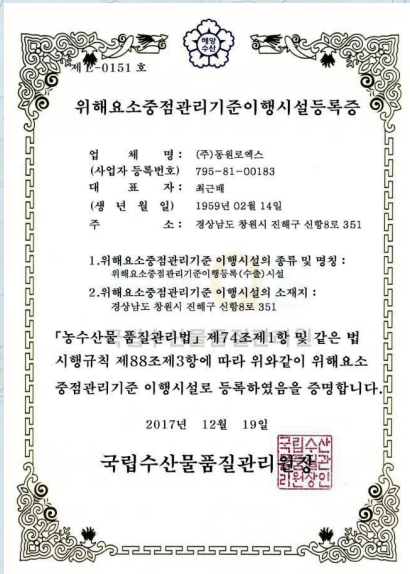 해양
수산
제 E-0151 호
위해요소중점관리기준이행시설등록증
업 체 명 : (주)동원로엑스
(사업자 등록번호) 795-81-00183
대 표 자 : 최근배
(생 년 월 일) 1959년 02월 14일
주 소 : 경상남도 창원시 진해구 신항8로 351
1.위해요소중점관리기준 이행시설의 종류 및 명칭 :
위해요소중점관리기준이행등록(수출)시설
2.위해요소중점관리기준 이행시설의 소재지 :
경상남도 창원시 진해구 신항8로 351
「농수산물 품질관리법」 제74조제1항 및 같은 법
시행규칙 제88조제3항에 따라 위와같이 위해요소
중점관리기준 이행시설로 등록하였음을 증명합니다.
2017년 12월 19일
국립수산물품질관리원장
국립수산
리원장인